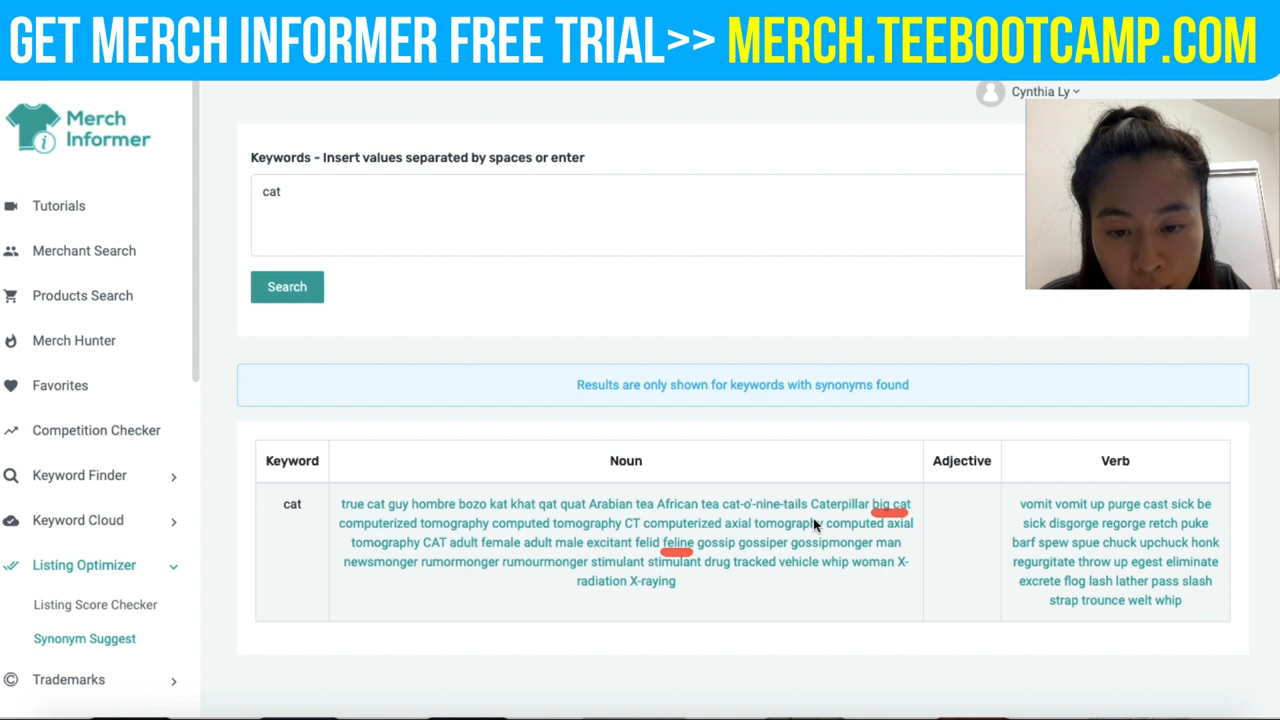 GET MERCH INFORMER FREE TRIAL>> MERCH.TEEBOOTCAMP.COM
Cynthia Ly
Merch
Informer
Tutorials
Merchant Search
Products Search
Merch Hunter
Favorites
Competition Checker
Keyword Finder
Keyword Cloud
Listing Optimizer
Listing Score Checker
Synonym Suggest
Trademarks
Keywords - Insert values separated by spaces or enter
cat
Search
Results are only shown for keywords with synonyms found
Keyword Noun Adjective Verb
cat
true cat guy hombre bozo kat khat qat quat Arabian tea African tea cat-o'-nine-tails Caterpillar big cat
computerized tomography computed tomography CT computerized axial tomography computed axial
tomography CAT adult female adult male excitant felid feline gossip gossiper gossipmonger man
newsmonger rumormonger rumourmonger stimulant stimulant drug tracked vehicle whip woman X-
radiation X-raying
vomit vomit up purge cast sick be
sick disgorge regorge retch puke
barf spew spue chuck upchuck honk
regurgitate throw up egest eliminate
excrete flog lash lather pass slash
strap trounce welt whip